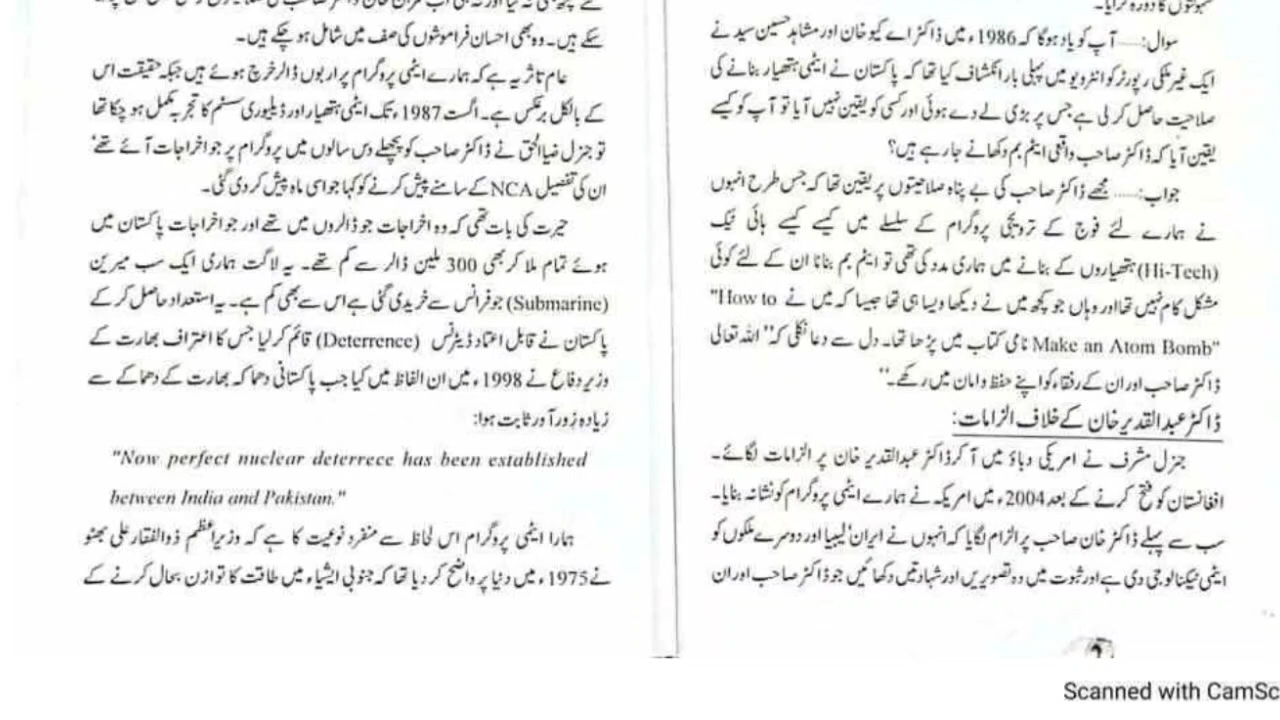 سوال:...... آپ کو یاد ہوگا کہ 1986ء میں ڈاکٹر اے کیو خان اور مشاہد حسین سید نے
ایک غیر ملکی رپورٹر کو انٹرویو میں پہلی بار انکشاف کیا تھا کہ پاکستان نے ایٹمی ہتھیار بنانے کی
صلاحیت حاصل کر لی ہے جس پر بڑی لے دے ہوئی اور کسی کو یقین نہیں آیا تو آپ کو کیسے
یقین آیا کہ ڈاکٹر صاحب واقعی ایٹم بم دکھانے جا رہے ہیں؟
جواب:...... مجھے ڈاکٹر صاحب کی بے پناہ صلاحیتوں پر یقین تھا کہ جس طرح انہوں
نے ہمارے لئے فوج کے ترویجی پروگرام کے سلسلے میں کیسے کیسے ہائی ٹیک
(Hi-Tech) ہتھیاروں کے بنانے میں ہماری مدد کی تھی تو ایٹم بم بنانا ان کے لئے کوئی
مشکل کام نہیں تھا اور وہاں جو کچھ میں نے دیکھا ویسا ہی تھا جیسا کہ میں نے "How to
Make an Atom Bomb" نامی کتاب میں پڑھا تھا۔ دل سے دعا نکلی کہ "اللہ تعالی
ڈاکٹر صاحب اور ان کے رفقاء کو اپنے حفظ و امان میں رکھے۔"
ڈاکٹر عبدالقدیر خان کے خلاف الزامات:
جنرل مشرف نے امریکی دباؤ میں آ کر ڈاکٹر عبدالقدیر خان پر الزامات لگائے۔
افغانستان کو فتح کرنے کے بعد 2004ء میں امریکہ نے ہمارے ایٹمی پروگرام کو نشانہ بنایا۔
سب سے پہلے ڈاکٹر خان صاحب پر الزام لگایا کہ انہوں نے ایران لیبیا اور دوسرے ملکوں کو
ایٹمی ٹیکنالوجی دی ہے اور ثبوت میں وہ تصویریں اور شہادتیں دکھائیں جو ڈاکٹر صاحب اور ان
سکے ہیں۔ وہ بھی احسان فراموشوں کی صف میں شامل ہو چکے ہیں۔
عام تاثر یہ ہے کہ ہمارے ایٹمی پروگرام پر اربوں ڈالر خرچ ہوئے ہیں جبکہ حقیقت اس
کے بالکل برعکس ہے۔ اگست 1987ء تک ایٹمی ہتھیار اور ڈیلیوری سسٹم کا تجربہ مکمل ہو چکا تھا
تو جنرل ضیاالحق نے ڈاکٹر صاحب کو پچھلے دس سالوں میں پروگرام پر جو اخراجات آئے تھے'
ان کی تفصیل NCA کے سامنے پیش کرنے کو کہا جو اسی ماہ پیش کر دی گئی۔
حیرت کی بات تھی کہ وہ اخراجات جو ڈالروں میں تھے اور جو اخراجات پاکستان میں
ہوئے تمام ملا کر بھی 300 ملین ڈالر سے کم تھے۔ یہ لاگت ہماری ایک سب میرین
(Submarine) جو فرانس سے خریدی گئی ہے اس سے بھی کم ہے۔ یہ استعداد حاصل کر کے
پاکستان نے قابل اعتماد ڈیٹرنس (Deterrence) قائم کر لیا جس کا اعتراف بھارت کے
وزیر دفاع نے 1998ء میں ان الفاظ میں کیا جب پاکستانی دھماکہ بھارت کے دھماکے سے
زیادہ زور آور ثابت ہوا:
"Now perfect nuclear deterrece has been established
between India and Pakistan."
ہمارا ایٹمی پروگرام اس لحاظ سے منفرد نوعیت کا ہے کہ وزیراعظم ذوالفقار علی بھٹو
نے 1975ء میں دنیا پر واضح کر دیا تھا کہ جنوبی ایشیاء میں طاقت کا توازن بحال کرنے کے
Scanned with CamSc